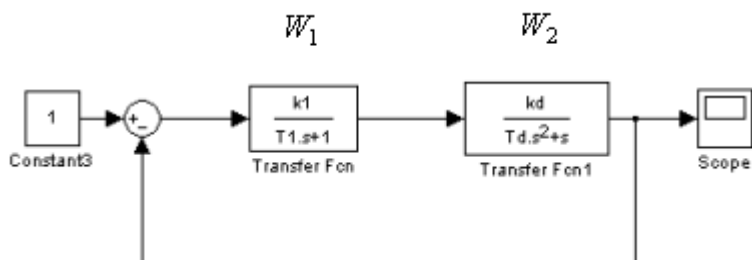 W₁
W₂
1
Constant3
+
-
k1
T1.s+1
Transfer Fcn
kd
Td.s²+s
Transfer Fcn1
Scope